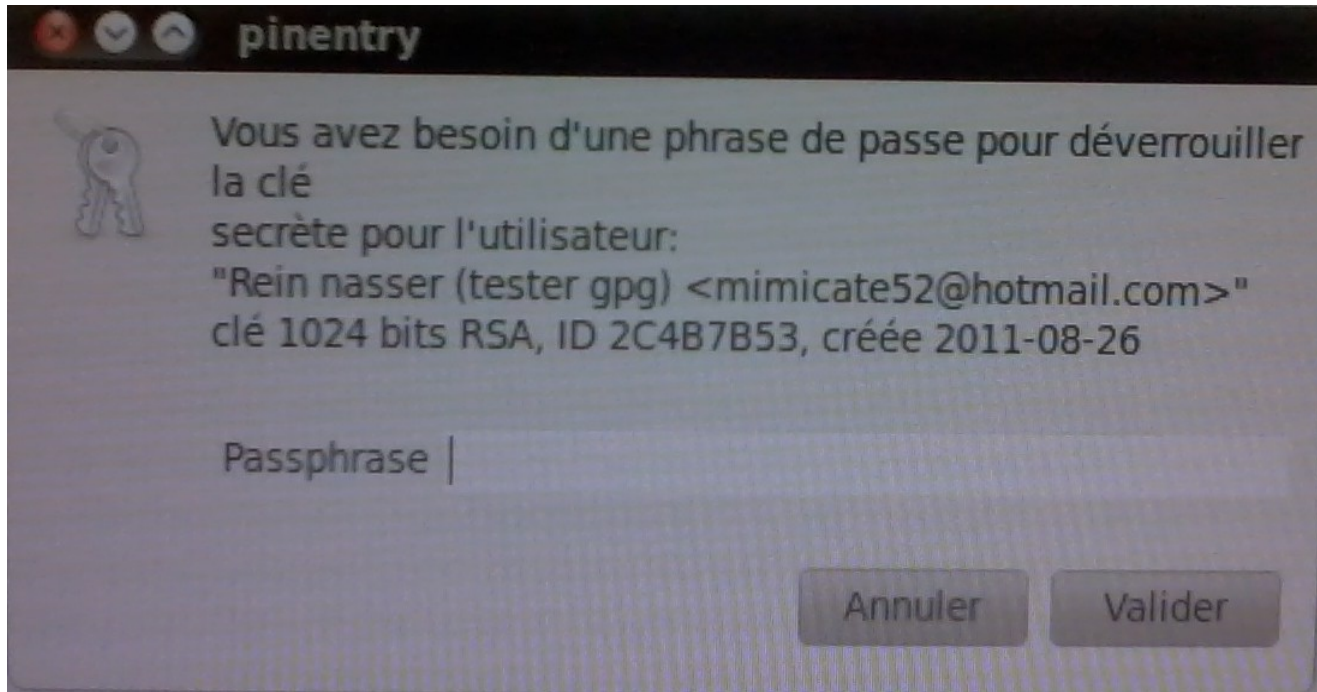 pinentry
Vous avez besoin d'une phrase de passe pour déverrouiller
la clé
secrète pour l'utilisateur:
"Rein nasser (tester gpg) <mimicate52@hotmail.com>"
clé 1024 bits RSA, ID 2C4B7B53, créée 2011-08-26
Passphrase
Annuler Valider